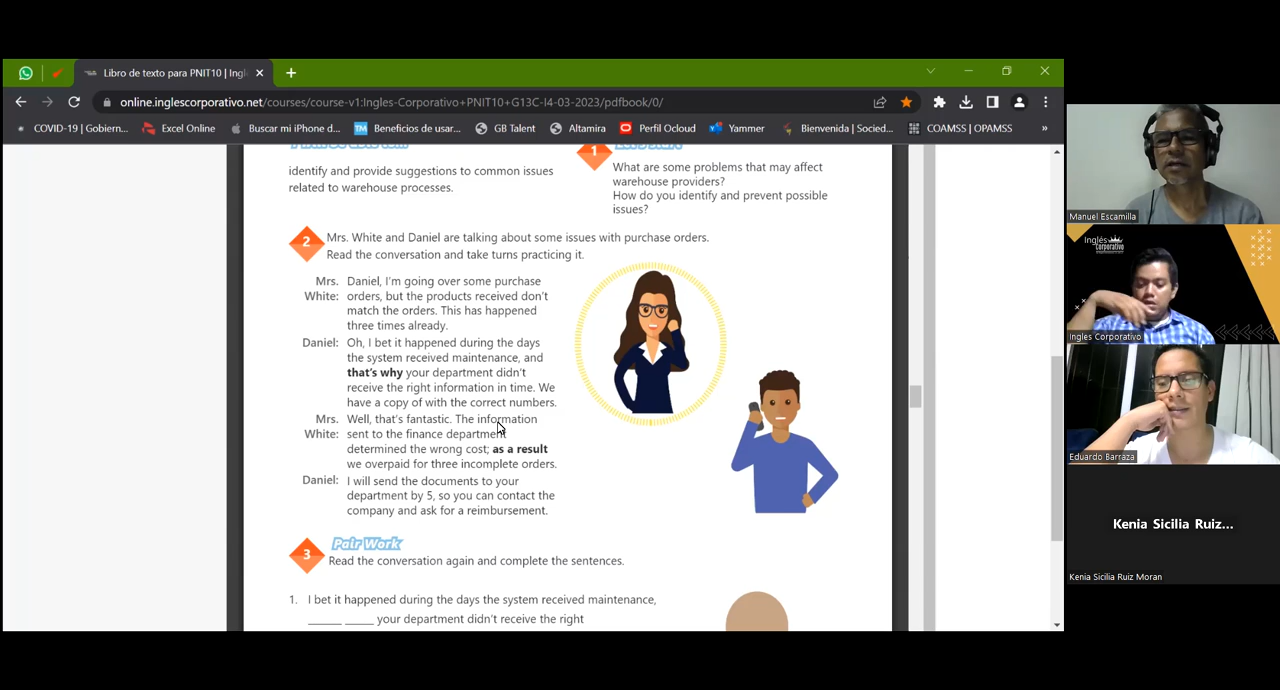 Libro de texto para PNIT10 | Ingl
online.inglescorporativo.net/courses/course-v1:Ingles-Corporativo+PNIT10+G13C-I4-03-2023/pdfbook/0/
COVID-19 | Gobiern... Excel Online Buscar mi iPhone d... TM Beneficios de usar... GB Talent Altamira Perfil Ocloud Yammer Bienvenida | Socied... COAMSS | OPAMSS »
1
identify and provide suggestions to common issues
related to warehouse processes.
What are some problems that may affect
warehouse providers?
How do you identify and prevent possible
issues?
2 Mrs. White and Daniel are talking about some issues with purchase orders.
Read the conversation and take turns practicing it.
Mrs. Daniel, I'm going over some purchase
White: orders, but the products received don't
match the orders. This has happened
three times already.
Daniel: Oh, I bet it happened during the days
the system received maintenance, and
that's why your department didn't
receive the right information in time. We
have a copy of with the correct numbers.
Mrs. Well, that's fantastic. The information
White: sent to the finance department
determined the wrong cost; as a result
we overpaid for three incomplete orders.
Daniel: I will send the documents to your
department by 5, so you can contact the
company and ask for a reimbursement.
3 Pair Work
Read the conversation again and complete the sentences.
1. I bet it happened during the days the system received maintenance,
______ _____ your department didn't receive the right
Manuel Escamilla
Inglés
Corporativo
Ingles Corporativo
Eduardo Barraza
Kenia Sicilia Ruiz...
Kenia Sicilia Ruiz Moran